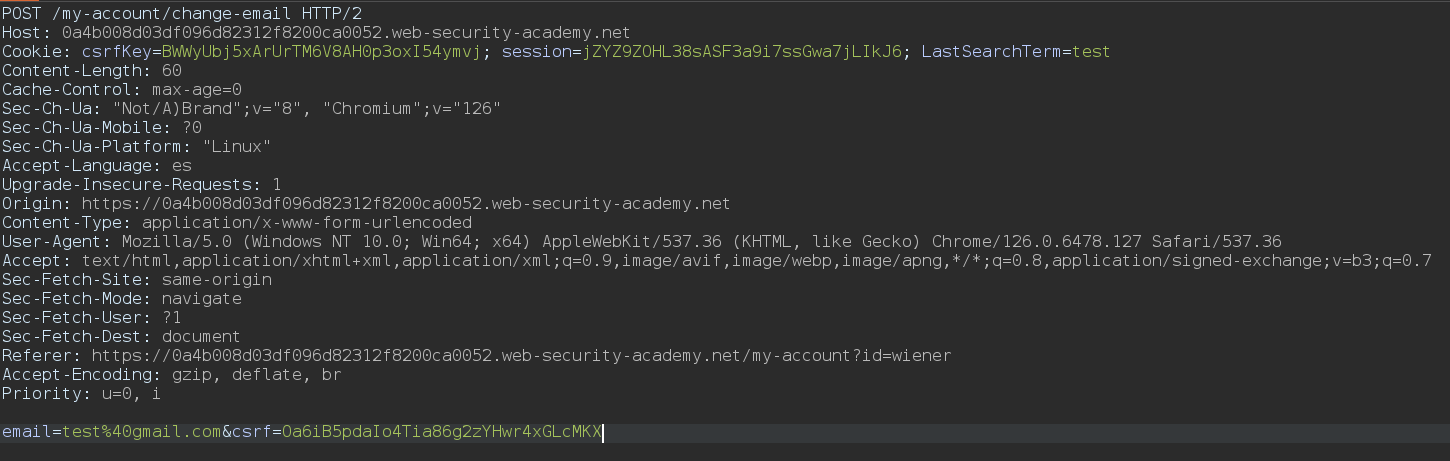 POST /my-account/change-email HTTP/2
Host: 0a4b008d03df096d82312f8200ca0052.web-security-academy.net
Cookie: csrfKey=BWWyUbj5xArUrTM6V8AH0p3oxI54ymvj; session=jZYZ9ZOHL38sASF3a9i7ssGwa7jLIkJ6; LastSearchTerm=test
Content-Length: 60
Cache-Control: max-age=0
Sec-Ch-Ua: "Not/A)Brand";v="8", "Chromium";v="126"
Sec-Ch-Ua-Mobile: ?0
Sec-Ch-Ua-Platform: "Linux"
Accept-Language: es
Upgrade-Insecure-Requests: 1
Origin: https://0a4b008d03df096d82312f8200ca0052.web-security-academy.net
Content-Type: application/x-www-form-urlencoded
User-Agent: Mozilla/5.0 (Windows NT 10.0; Win64; x64) AppleWebKit/537.36 (KHTML, like Gecko) Chrome/126.0.6478.127 Safari/537.36
Accept: text/html,application/xhtml+xml,application/xml;q=0.9,image/avif,image/webp,image/apng,*/*;q=0.8,application/signed-exchange;v=b3;q=0.7
Sec-Fetch-Site: same-origin
Sec-Fetch-Mode: navigate
Sec-Fetch-User: ?1
Sec-Fetch-Dest: document
Referer: https://0a4b008d03df096d82312f8200ca0052.web-security-academy.net/my-account?id=wiener
Accept-Encoding: gzip, deflate, br
Priority: u=0, i
email=test%40gmail.com&csrf=Oa6iB5pdaIo4Tia86g2zYHwr4xGLcMKX